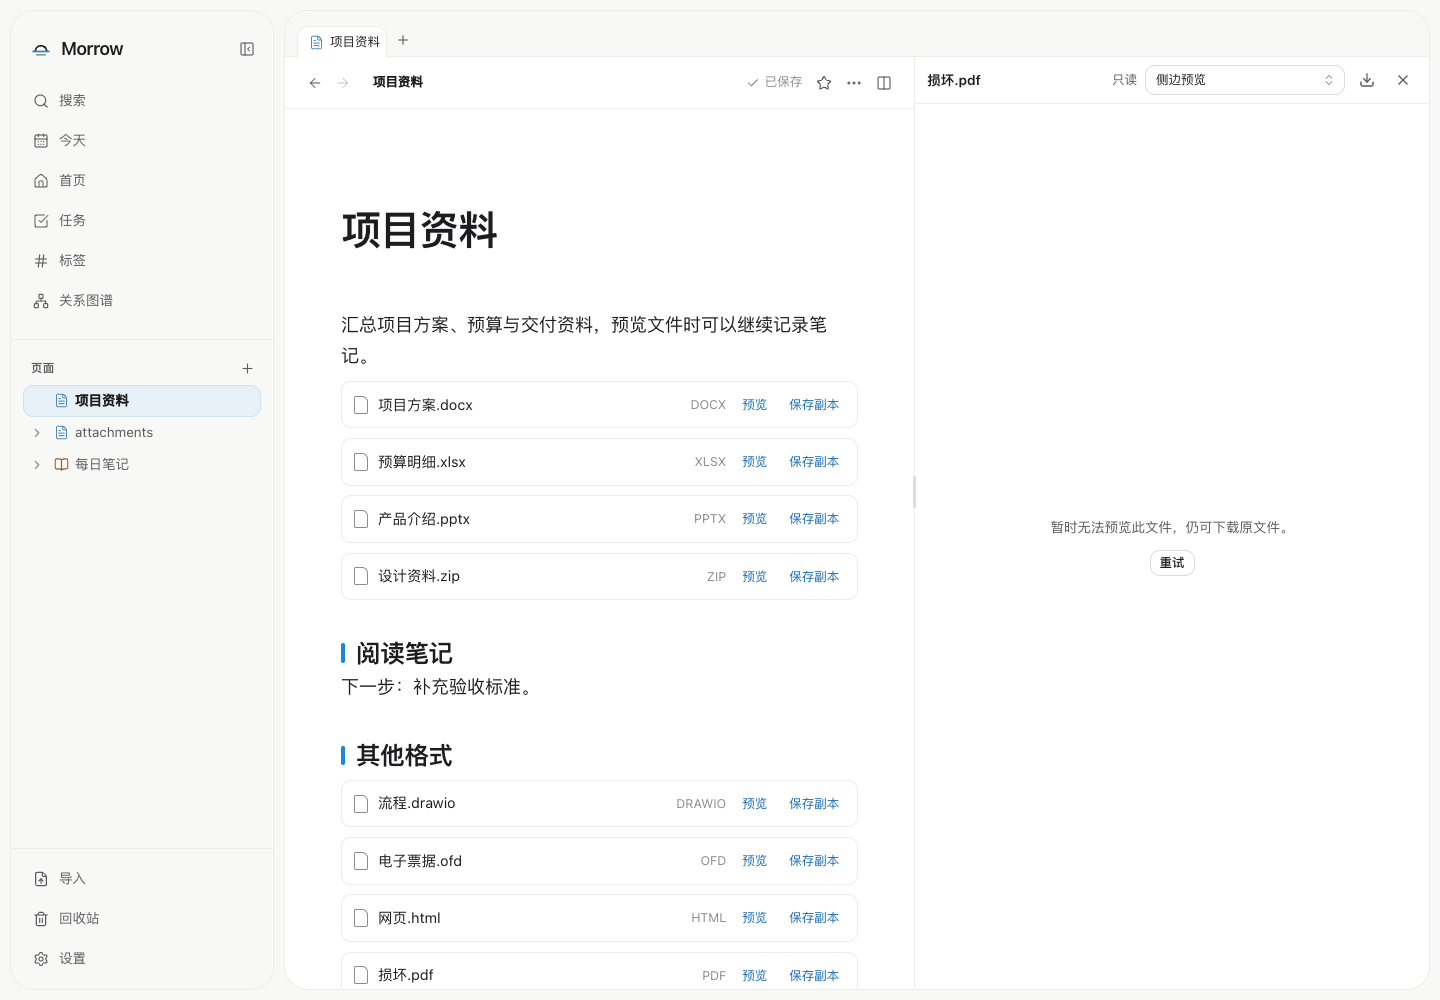 Morrow
搜索
今天
首页
任务
标签
关系图谱
页面
项目资料
attachments
每日笔记
导入
回收站
设置
项目资料
项目资料
已保存
项目资料
汇总项目方案、预算与交付资料，预览文件时可以继续记录笔
记。
项目方案.docx DOCX 预览 保存副本
预算明细.xlsx XLSX 预览 保存副本
产品介绍.pptx PPTX 预览 保存副本
设计资料.zip ZIP 预览 保存副本
阅读笔记
下一步：补充验收标准。
其他格式
流程.drawio DRAWIO 预览 保存副本
电子票据.ofd OFD 预览 保存副本
网页.html HTML 预览 保存副本
损坏.pdf PDF 预览 保存副本
损坏.pdf 只读 侧边预览
暂时无法预览此文件，仍可下载原文件。
重试